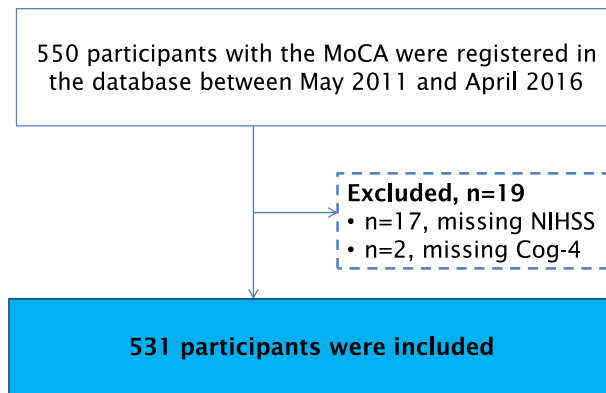 550 participants with the MoCA were registered in
the database between May 2011 and April 2016
Excluded, n=19
• n=17, missing NIHSS
• n=2, missing Cog-4
531 participants were included